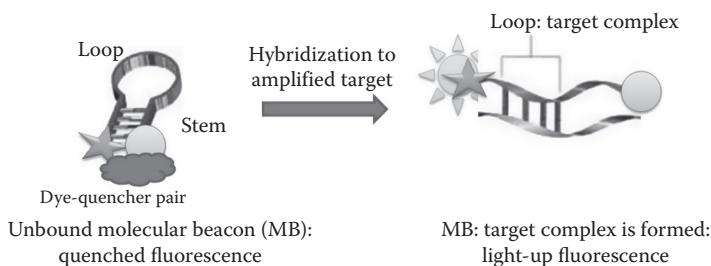 Loop
Stem
Dye-quencher pair
Unbound molecular beacon (MB):
quenched fluorescence
Hybridization to
amplified target
Loop: target complex
MB: target complex is formed:
light-up fluorescence